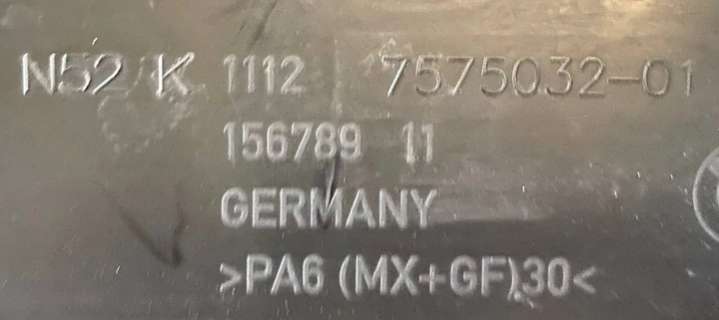 N52/K 1112 7575032-01
156789 11
GERMANY
>PA6 (MX+GF)30<